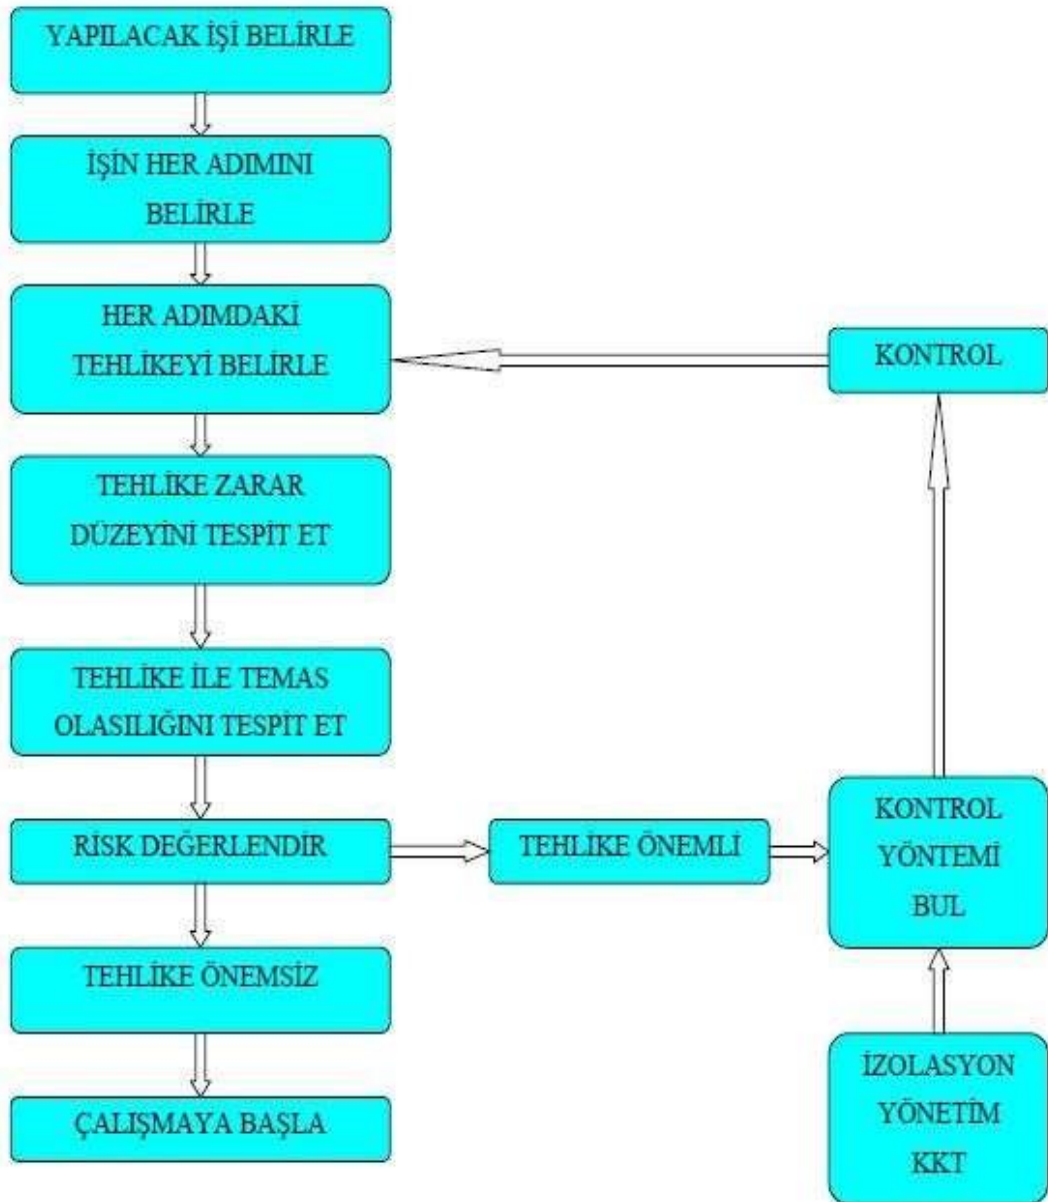 YAPILACAK İŞİ BELİRLE
İŞİN HER ADIMINI
BELİRLE
HER ADIMDAKİ
TEHLİKEYİ BELİRLE
KONTROL
TEHLİKE ZARAR
DÜZEYİNİ TESPİT ET
TEHLİKE İLE TEMAS
OLASILIĞINI TESPİT ET
RİSK DEĞERLENDİR
TEHLİKE ÖNEMLİ
KONTROL
YÖNTEMİ
BUL
TEHLİKE ÖNEMSİZ
ÇALIŞMAYA BAŞLA
İZOLASYON
YÖNETİM
KKT